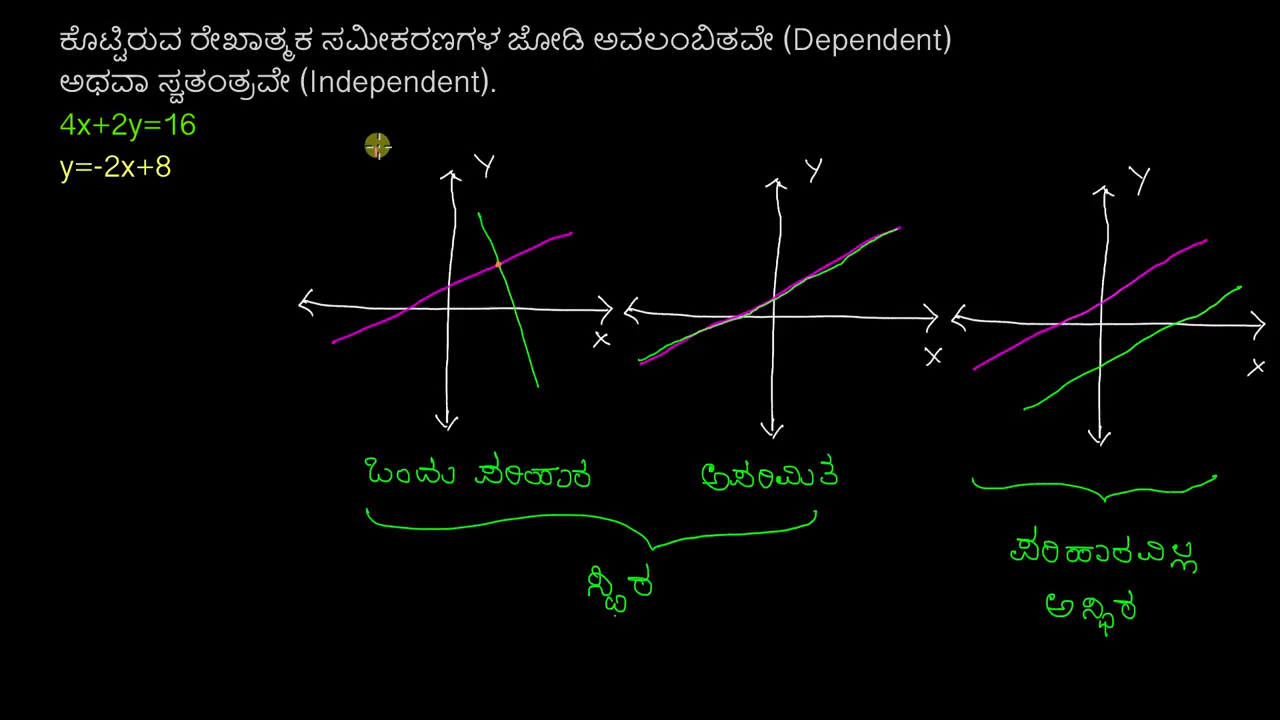 ಕೊಟ್ಟಿರುವ ರೇಖಾತ್ಮಕ ಸಮೀಕರಣಗಳ ಜೋಡಿ ಅವಲಂಬಿತವೇ (Dependent)
ಅಥವಾ ಸ್ವತಂತ್ರವೇ (Independent).
4x+2y=16
y=-2x+8
y
y
y
x
x
x
ಒಂದು ಪರಿಹಾರ
ಅಪರಿಮಿತ
ಪರಿಹಾರವಿಲ್ಲ
ಸ್ಥಿರ
ಅಸ್ಥಿರ